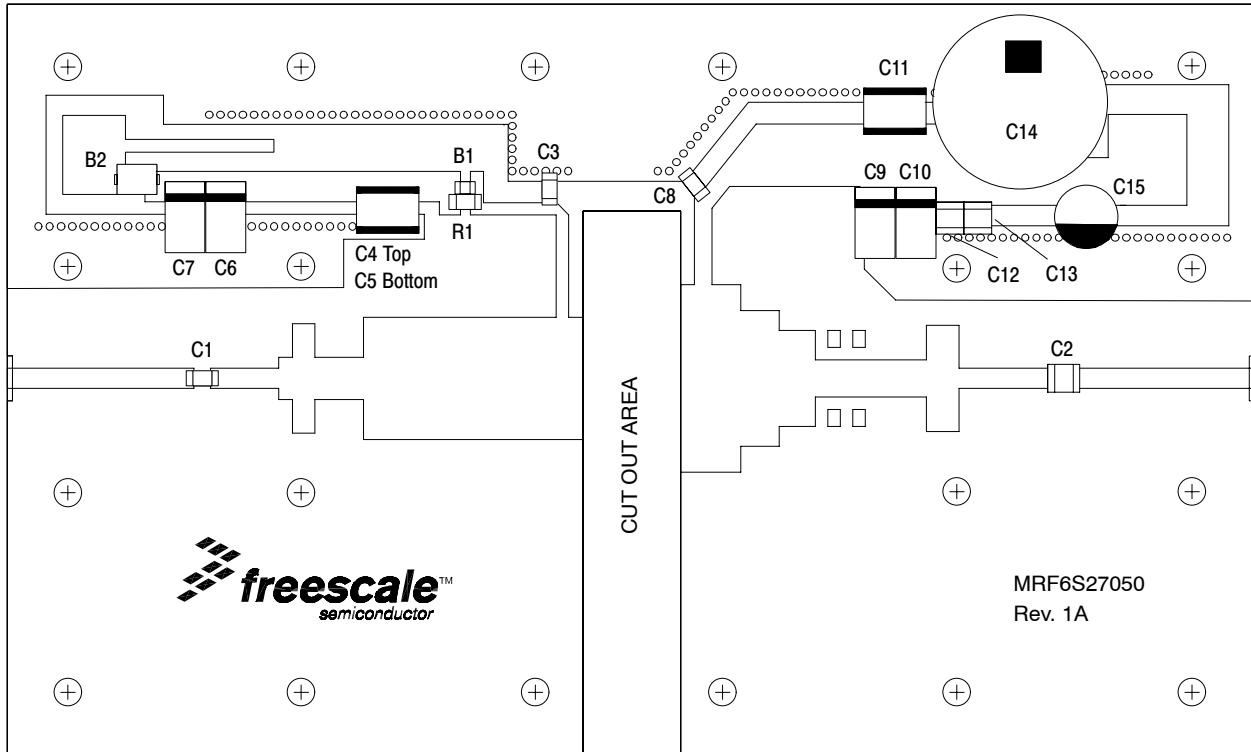 C11
C14
B2
B1
C3
C8
C9 C10
C15
R1
C7 C6
C4 Top
C5 Bottom
C12
C13
C1
C2
CUT OUT AREA
freescale™
semiconductor
MRF6S27050
Rev. 1A